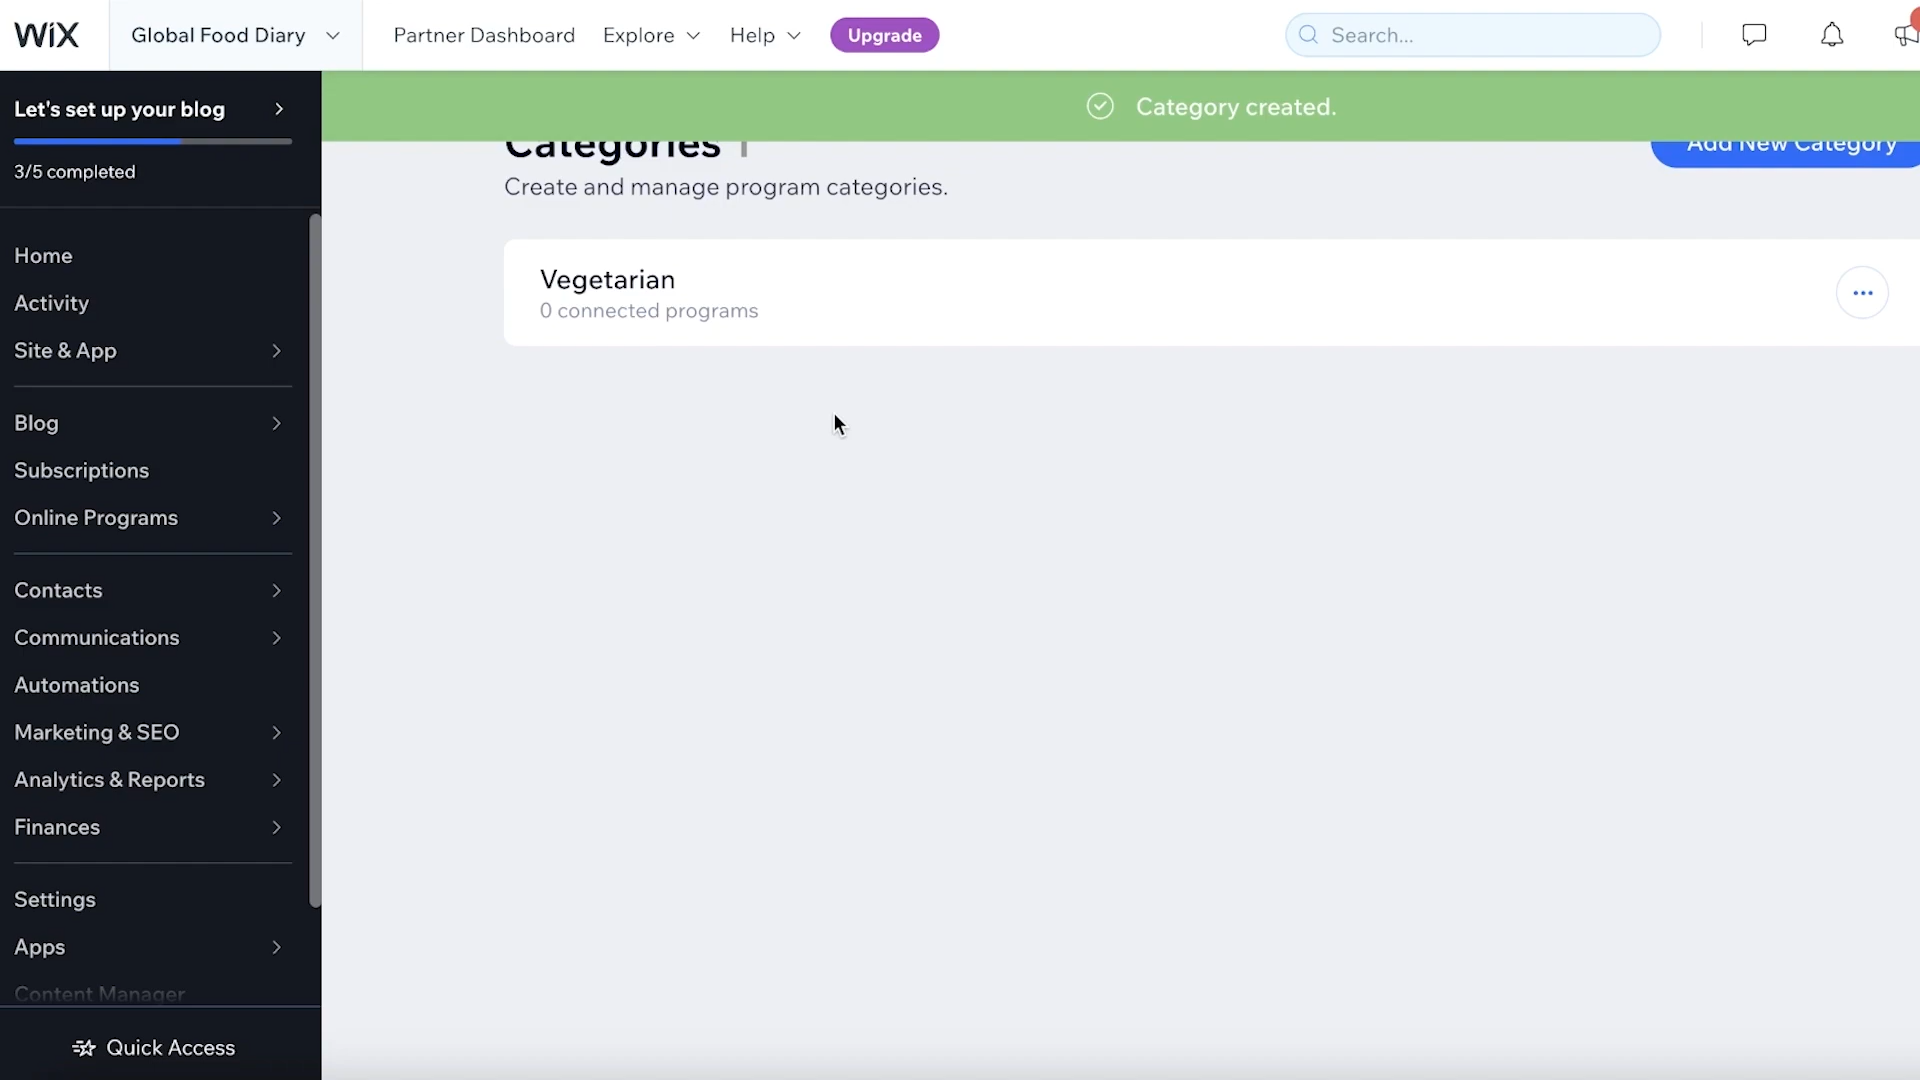 WiX
Global Food Diary
Partner Dashboard
Explore
Help
Upgrade
Search...
Let's set up your blog
3/5 completed
Category created.
Categories 1
Add New Category
Create and manage program categories.
Vegetarian
0 connected programs
Home
Activity
Site & App
Blog
Subscriptions
Online Programs
Contacts
Communications
Automations
Marketing & SEO
Analytics & Reports
Finances
Settings
Apps
Content Manager
Quick Access